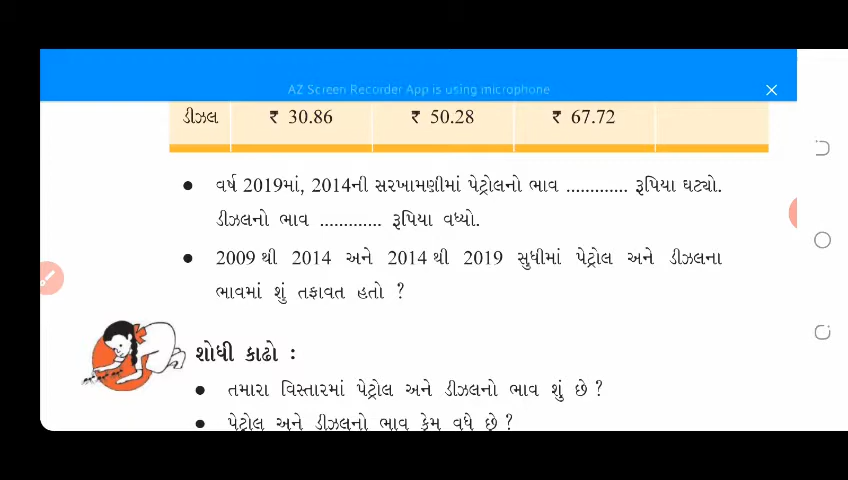 AZ Screen Recorder App is using microphone
ડીઝલ ₹ 30.86 ₹ 50.28 ₹ 67.72
● વર્ષ 2019માં, 2014ની સરખામણીમાં પેટ્રોલનો ભાવ ............. રૂપિયા ઘટ્યો.
ડીઝલનો ભાવ ............. રૂપિયા વધ્યો.
● 2009 થી 2014 અને 2014 થી 2019 સુધીમાં પેટ્રોલ અને ડીઝલના
ભાવમાં શું તફાવત હતો ?
શોધી કાઢો :
● તમારા વિસ્તારમાં પેટ્રોલ અને ડીઝલનો ભાવ શું છે ?
● પેટ્રોલ અને ડીઝલનો ભાવ કેમ વધે છે ?